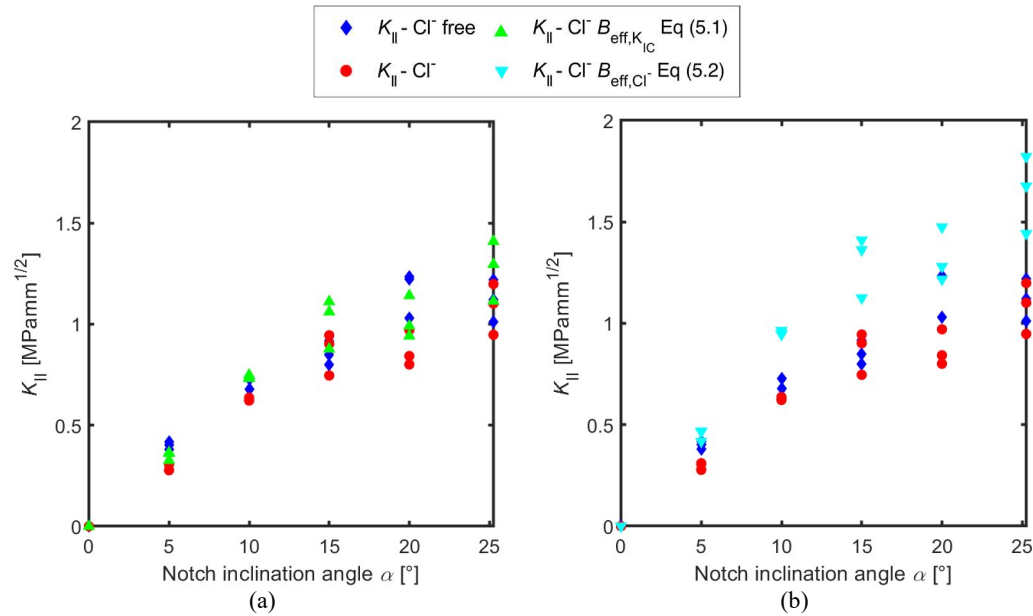 K_II - Cl⁻ free
K_II - Cl⁻ B_eff,K_IC Eq (5.1)
K_II - Cl⁻
K_II - Cl⁻ B_eff,Cl⁻ Eq (5.2)
2
1.5
1
0.5
0
K_II [MPamm^1/2]
0 5 10 15 20 25
Notch inclination angle α [°]
(a)
2
1.5
1
0.5
0
K_II [MPamm^1/2]
0 5 10 15 20 25
Notch inclination angle α [°]
(b)